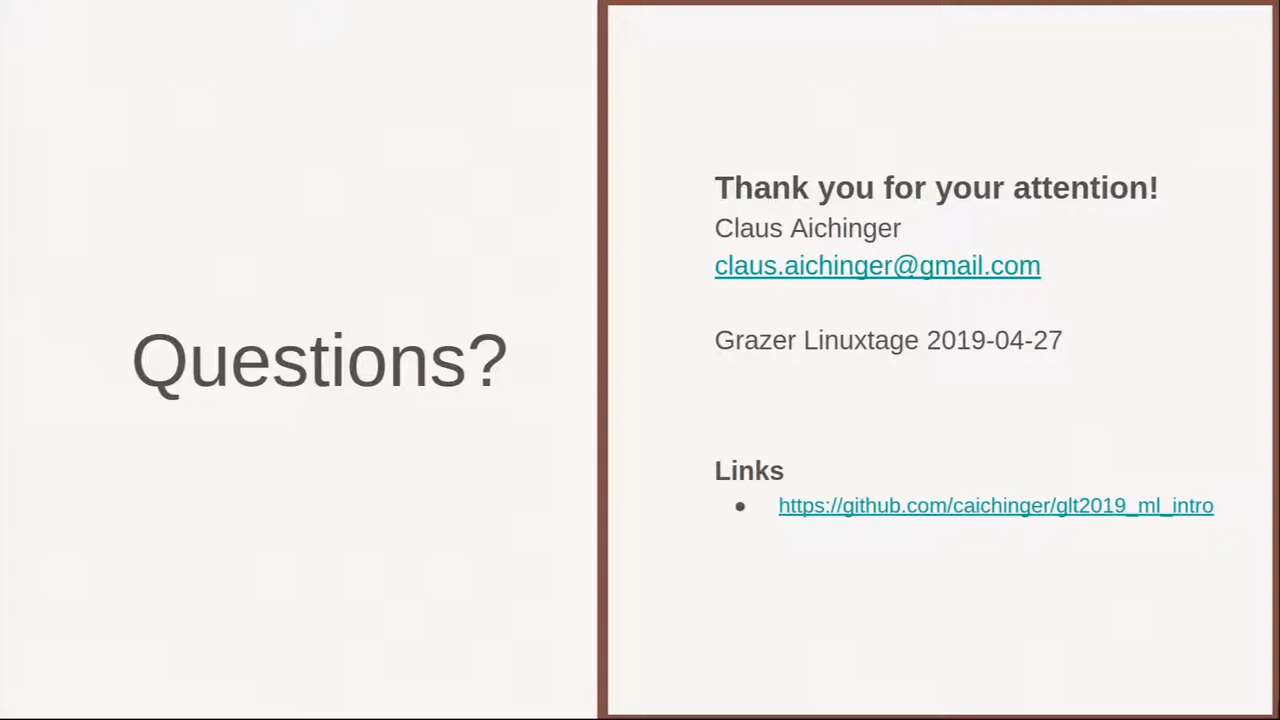 Questions?
Thank you for your attention!
Claus Aichinger
claus.aichinger@gmail.com
Grazer Linuxtage 2019-04-27
Links
● https://github.com/caichinger/glt2019_ml_intro